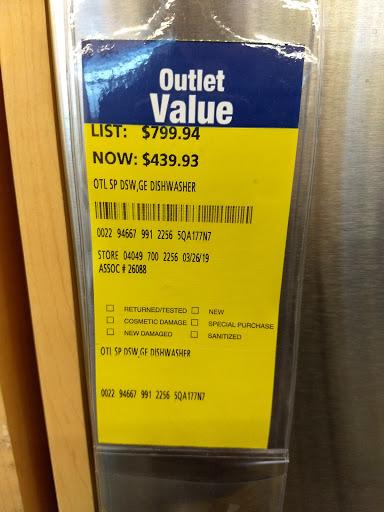 Outlet
Value
LIST: $799.94
NOW: $439.93
OTL SP DSW,GE DISHWASHER
0022 94667 991 2256 5QA177N7
STORE 04049 700 2256 03/26/19
ASSOC # 26088
☐ RETURNED/TESTED ☐ NEW
☐ COSMETIC DAMAGE ☐ SPECIAL PURCHASE
☐ NEW DAMAGED ☐ SANITIZED
OTL SP DSW,GE DISHWASHER
0022 94667 991 2256 5QA177N7